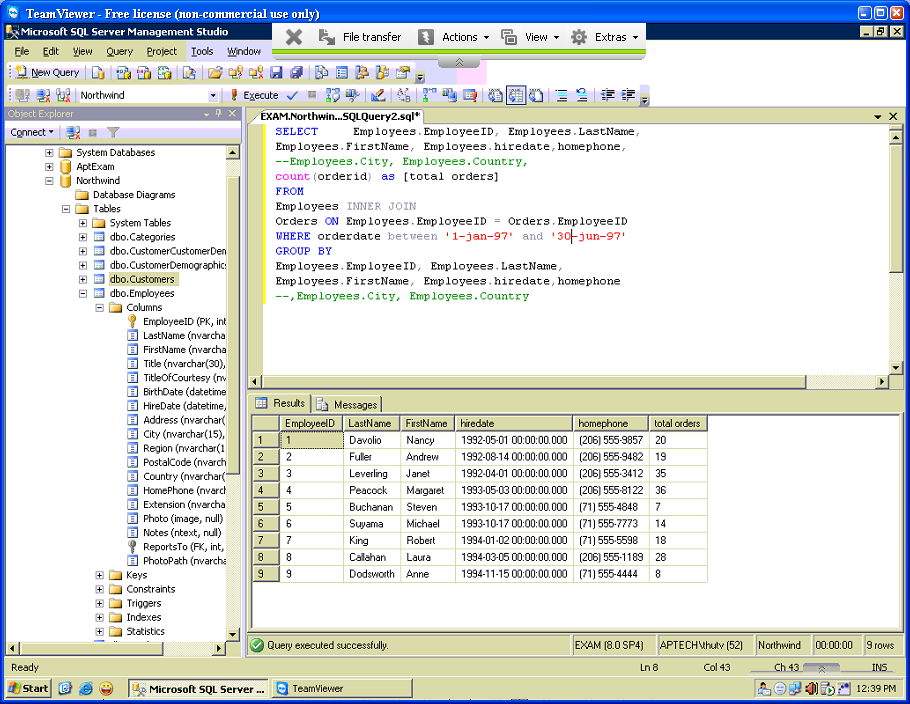 TeamViewer - Free license (non-commercial use only)
Microsoft SQL Server Management Studio
File Edit View Query Project Tools Window
File transfer Actions View Extras
New Query
Northwind Execute
Object Explorer
Connect
System Databases
AptExam
Northwind
Database Diagrams
Tables
System Tables
dbo.Categories
dbo.CustomerCustomerDem
dbo.CustomerDemographics
dbo.Customers
dbo.Employees
Columns
EmployeeID (PK, int
LastName (nvarcha
FirstName (nvarcha
Title (nvarchar(30),
TitleOfCourtesy (nv
BirthDate (datetime
HireDate (datetime,
Address (nvarchar(
City (nvarchar(15),
Region (nvarchar(1
PostalCode (nvarch
Country (nvarchar(
HomePhone (nvarch
Extension (nvarchar
Photo (image, null)
Notes (ntext, null)
ReportsTo (FK, int,
PhotoPath (nvarcha
Keys
Constraints
Triggers
Indexes
Statistics
EXAM.Northwin...SQLQuery2.sql*
SELECT Employees.EmployeeID, Employees.LastName,
Employees.FirstName, Employees.hiredate,homephone,
--Employees.City, Employees.Country,
count(orderid) as [total orders]
FROM
Employees INNER JOIN
Orders ON Employees.EmployeeID = Orders.EmployeeID
WHERE orderdate between '1-jan-97' and '30-jun-97'
GROUP BY
Employees.EmployeeID, Employees.LastName,
Employees.FirstName, Employees.hiredate,homephone
--,Employees.City, Employees.Country
Results Messages
EmployeeID LastName FirstName hiredate homephone total orders
1 1 Davolio Nancy 1992-05-01 00:00:00.000 (206) 555-9857 20
2 2 Fuller Andrew 1992-08-14 00:00:00.000 (206) 555-9482 19
3 3 Leverling Janet 1992-04-01 00:00:00.000 (206) 555-3412 35
4 4 Peacock Margaret 1993-05-03 00:00:00.000 (206) 555-8122 36
5 5 Buchanan Steven 1993-10-17 00:00:00.000 (71) 555-4848 7
6 6 Suyama Michael 1993-10-17 00:00:00.000 (71) 555-7773 14
7 7 King Robert 1994-01-02 00:00:00.000 (71) 555-5598 18
8 8 Callahan Laura 1994-03-05 00:00:00.000 (206) 555-1189 28
9 9 Dodsworth Anne 1994-11-15 00:00:00.000 (71) 555-4444 8
Query executed successfully. EXAM (8.0 SP4) APTECH\thutv (52) Northwind 00:00:00 9 rows
Ready Ln 8 Col 43 Ch 43 INS
Start Microsoft SQL Server ... TeamViewer 12:39 PM